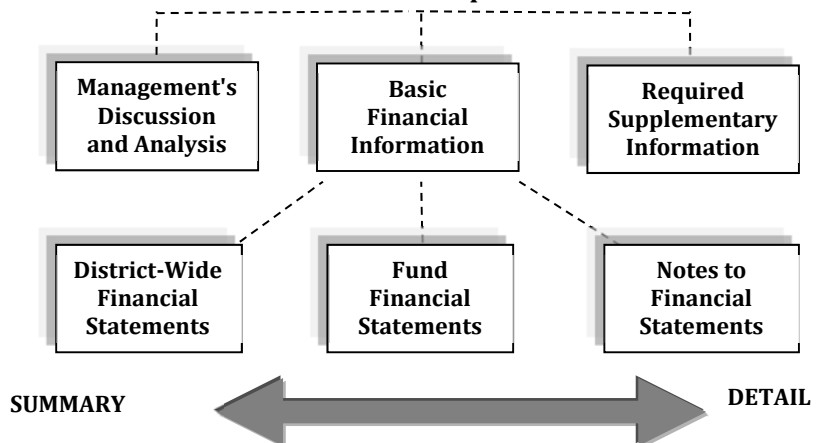 Management's
Discussion
and Analysis
Basic
Financial
Information
Required
Supplementary
Information
District-Wide
Financial
Statements
Fund
Financial
Statements
Notes to
Financial
Statements
SUMMARY
DETAIL